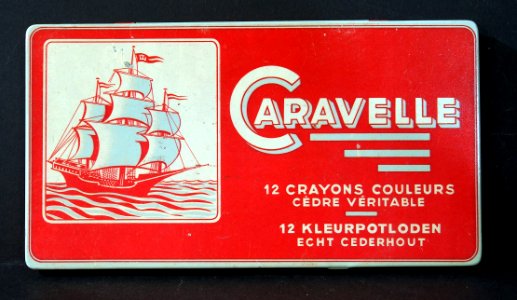 CARAVELLE
12 CRAYONS COULEURS
CÈDRE VÉRITABLE
12 KLEURPOTLODEN
ECHT CEDERHOUT